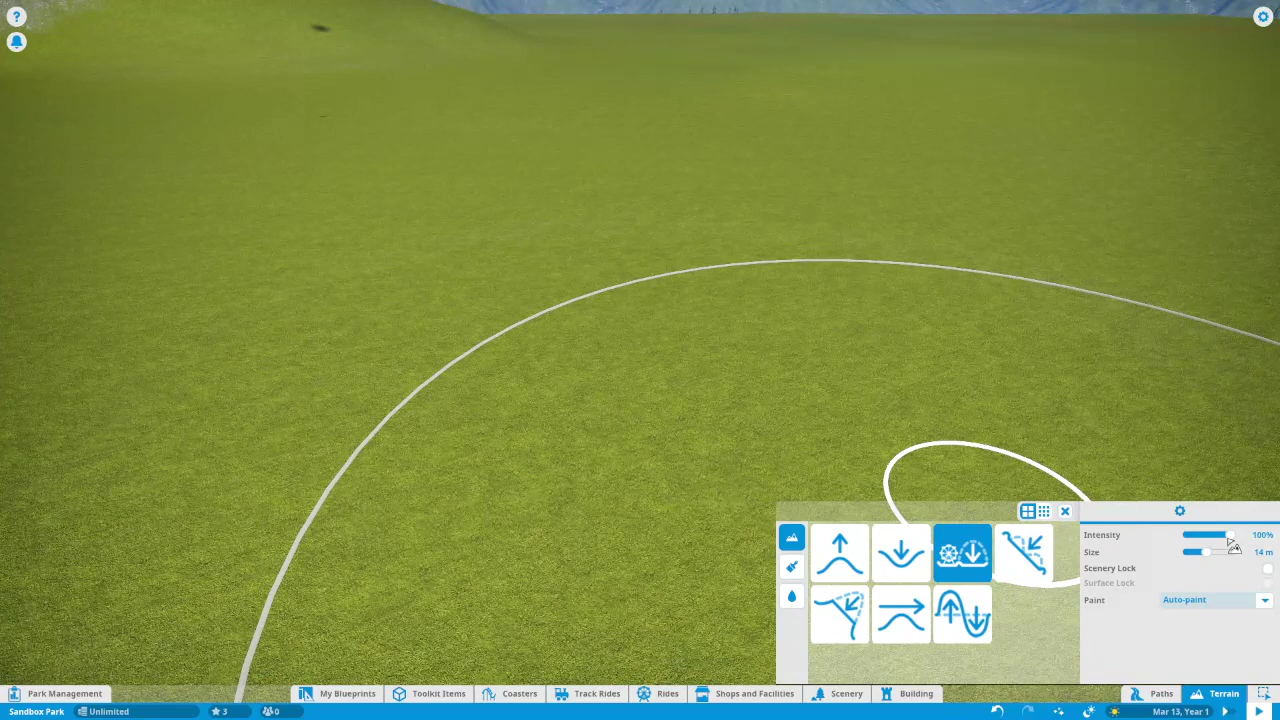 ?
Intensity 100%
Size 14 m
Scenery Lock
Surface Lock
Paint Auto-paint
Park Management My Blueprints Toolkit Items Coasters Track Rides Rides Shops and Facilities Scenery Building Paths Terrain
Sandbox Park Unlimited 3 0 Mar 13, Year 1